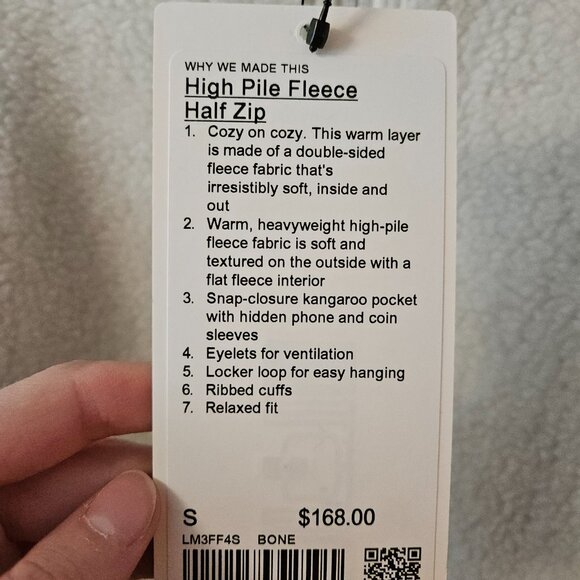 WHY WE MADE THIS
High Pile Fleece
Half Zip
1. Cozy on cozy. This warm layer
is made of a double-sided
fleece fabric that's
irresistibly soft, inside and
out
2. Warm, heavyweight high-pile
fleece fabric is soft and
textured on the outside with a
flat fleece interior
3. Snap-closure kangaroo pocket
with hidden phone and coin
sleeves
4. Eyelets for ventilation
5. Locker loop for easy hanging
6. Ribbed cuffs
7. Relaxed fit
S $168.00
LM3FF4S BONE